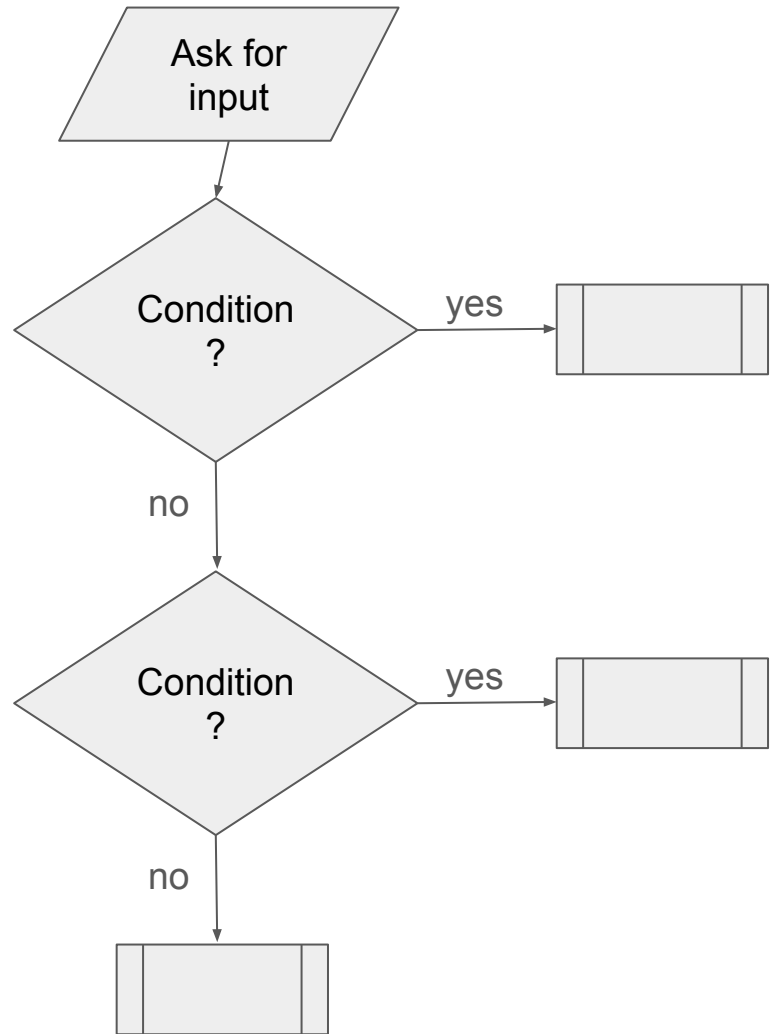 Ask for
input
Condition
?
yes
no
Condition
?
yes
no